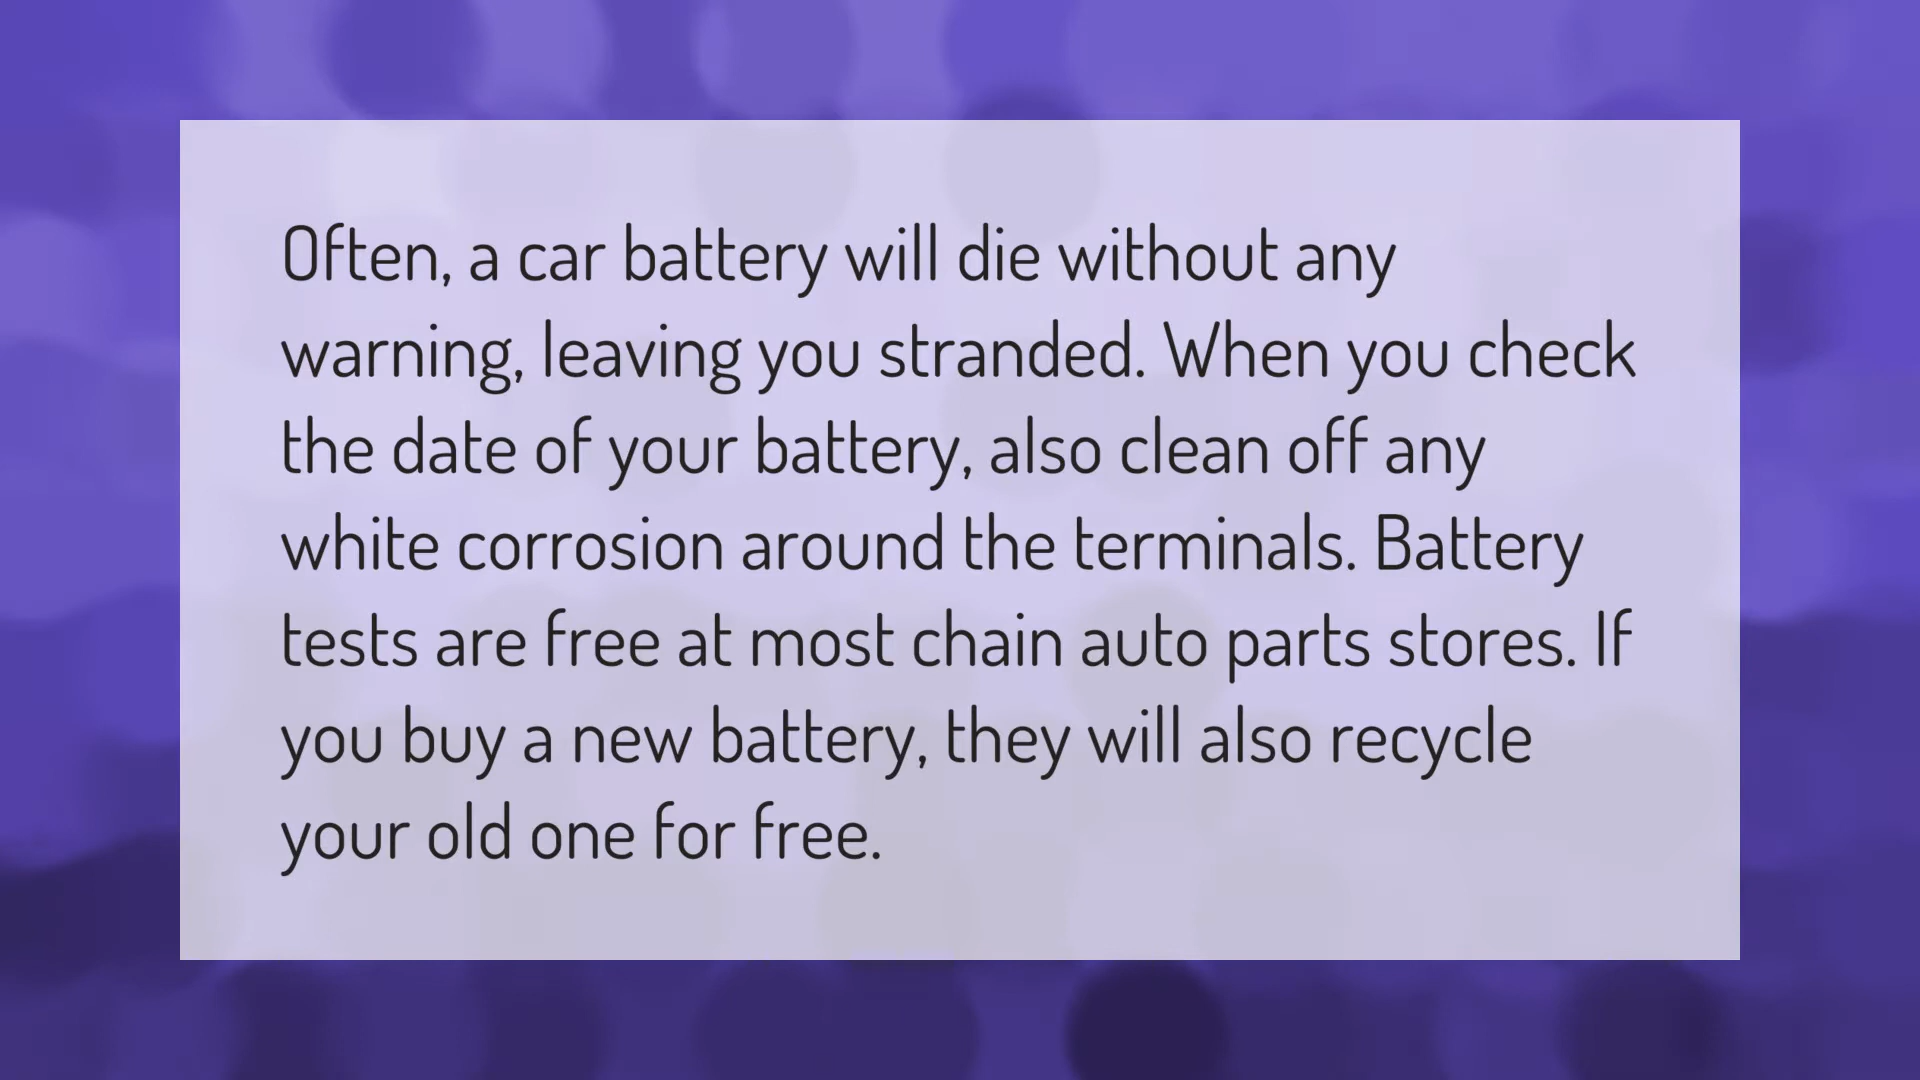 Often, a car battery will die without any
warning, leaving you stranded. When you check
the date of your battery, also clean off any
white corrosion around the terminals. Battery
tests are free at most chain auto parts stores. If
you buy a new battery, they will also recycle
your old one for free.